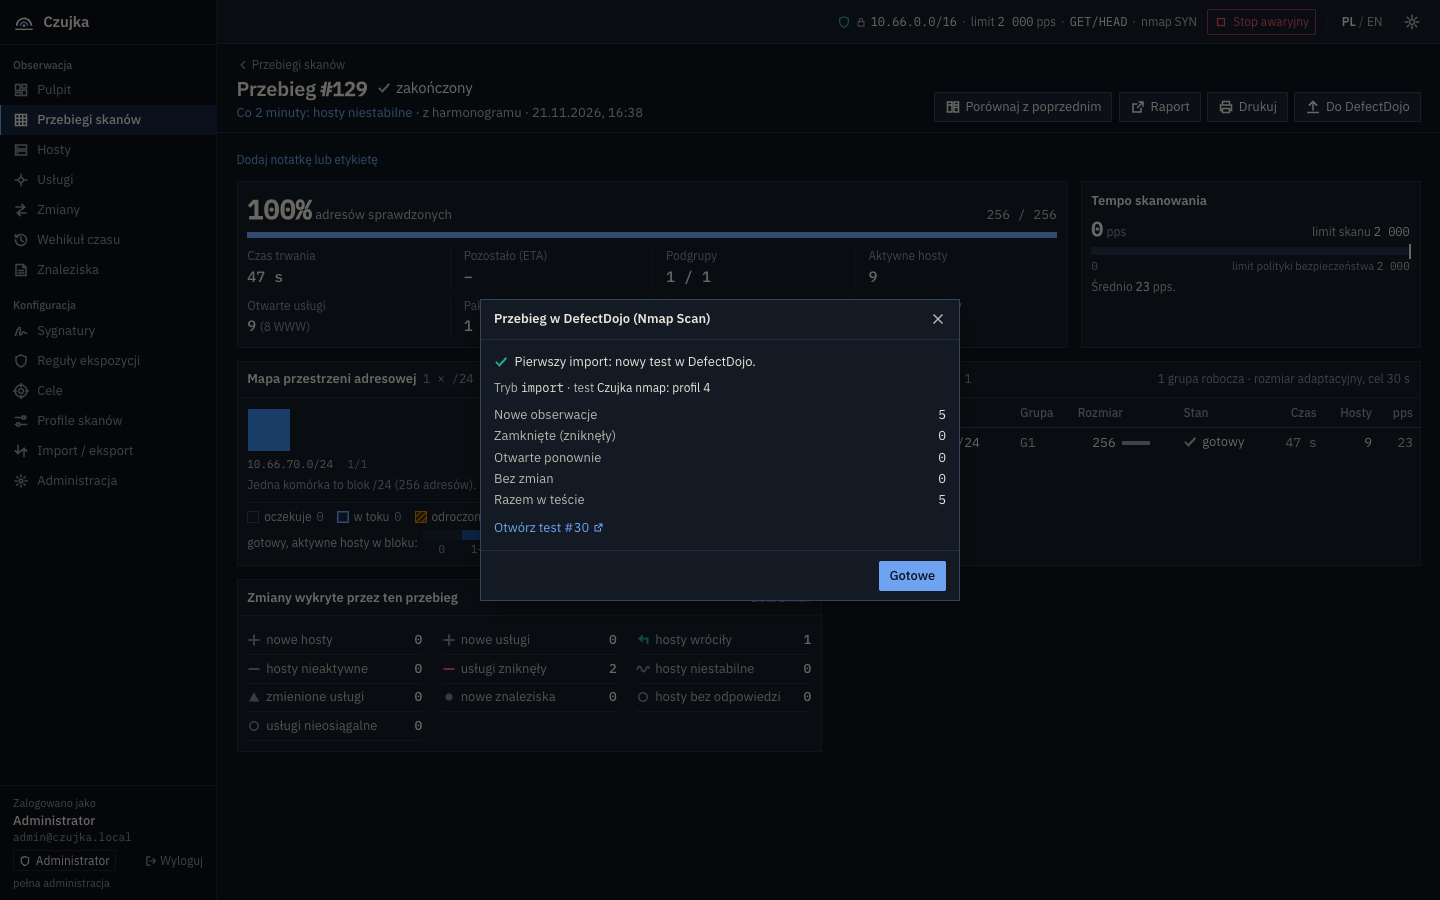 Czujka
10.66.0.0/16 · limit 2 000 pps · GET/HEAD · nmap SYN
Stop awaryjny
PL / EN
Obserwacja
Pulpit
Przebiegi skanów
Hosty
Usługi
Zmiany
Wehikuł czasu
Znaleziska
Konfiguracja
Sygnatury
Reguły ekspozycji
Cele
Profile skanów
Import / eksport
Administracja
Zalogowano jako
Administrator
admin@czujka.local
Administrator
Wyloguj
pełna administracja
Przebiegi skanów
Przebieg #129 zakończony
Co 2 minuty: hosty niestabilne · z harmonogramu · 21.11.2026, 16:38
Porównaj z poprzednim
Raport
Drukuj
Do DefectDojo
Dodaj notatkę lub etykietę
100% adresów sprawdzonych
256 / 256
Czas trwania
47 s
Pozostało (ETA)
–
Podgrupy
1 / 1
Aktywne hosty
9
Otwarte usługi
9 (8 WWW)
1
Tempo skanowania
0 pps
limit skanu 2 000
0
limit polityki bezpieczeństwa 2 000
Średnio 23 pps.
Przebieg w DefectDojo (Nmap Scan)
Pierwszy import: nowy test w DefectDojo.
Tryb import · test Czujka nmap: profil 4
Nowe obserwacje 5
Zamknięte (zniknęły) 0
Otwarte ponownie 0
Bez zmian 0
Razem w teście 5
Otwórz test #30
Gotowe
Mapa przestrzeni adresowej 1 × /24
10.66.70.0/24 1/1
Jedna komórka to blok /24 (256 adresów).
oczekuje 0
w toku 0
gotowy, aktywne hosty w bloku:
0
1 1 grupa robocza · rozmiar adaptacyjny, cel 30 s
Grupa Rozmiar Stan Czas Hosty pps
/24 G1 256 gotowy 47 s 9 23
Zmiany wykryte przez ten przebieg
nowe hosty 0
nowe usługi 0
hosty wróciły 1
hosty nieaktywne 0
usługi zniknęły 2
hosty niestabilne 0
zmienione usługi 0
nowe znaleziska 0
hosty bez odpowiedzi 0
usługi nieosiągalne 0